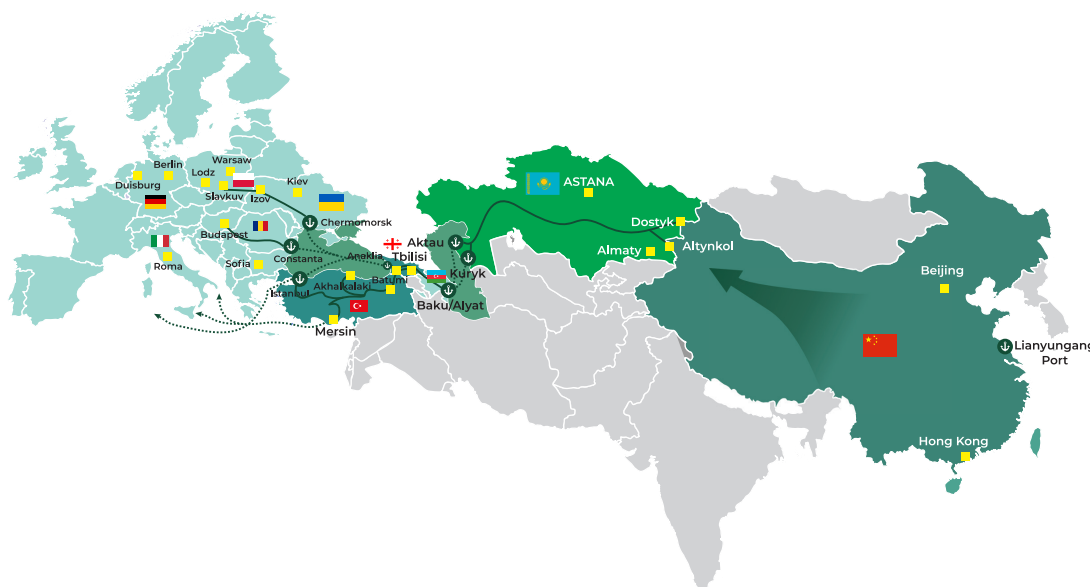 Warsaw
Berlin
Lodz
Kiev
Duisburg
Slavkuv
Izov
ASTANA
Chermomorsk
Dostyk
Budapest
Aktau
Altynkol
Almaty
Constanta
Anaklia
Tbilisi
Roma
Sofia
Kuryk
Beijing
Istanbul
Akhalkalaki
Batumi
Baku/Alyat
Mersin
Lianyungang
Port
Hong Kong